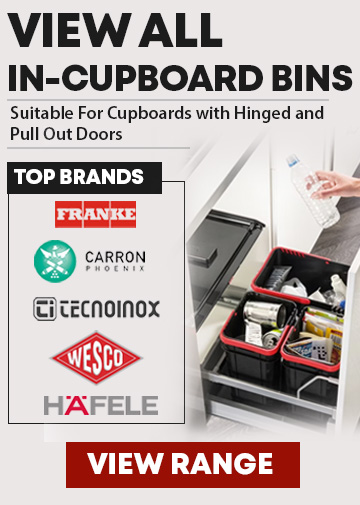 VIEW ALL
IN-CUPBOARD BINS
Suitable For Cupboards with Hinged and
Pull Out Doors
TOP BRANDS
FRANKE
CARRON
PHOENIX
TECNOINOX
WESCO
HÄFELE
VIEW RANGE